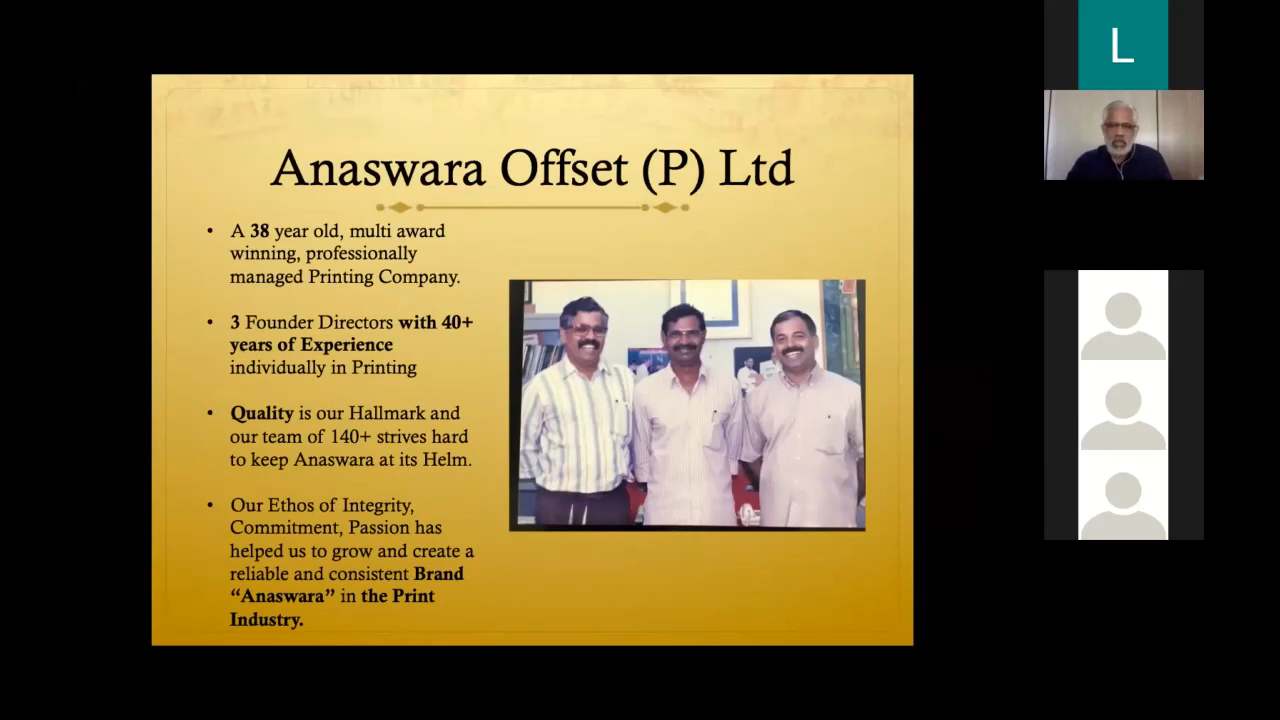 Anaswara Offset (P) Ltd
• A 38 year old, multi award
winning, professionally
managed Printing Company.
• 3 Founder Directors with 40+
years of Experience
individually in Printing
• Quality is our Hallmark and
our team of 140+ strives hard
to keep Anaswara at its Helm.
• Our Ethos of Integrity,
Commitment, Passion has
helped us to grow and create a
reliable and consistent Brand
“Anaswara” in the Print
Industry.
L